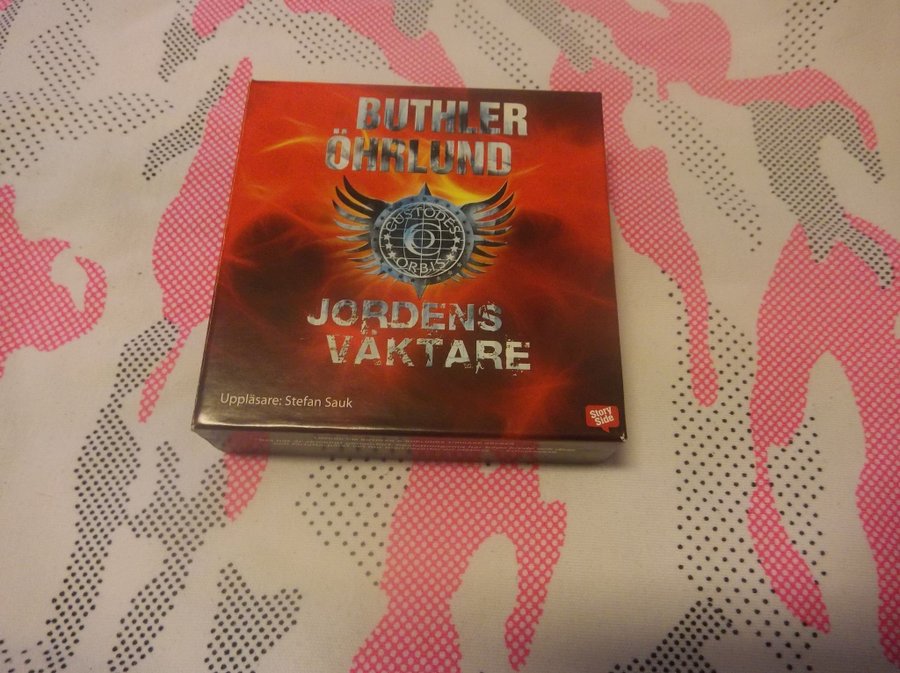 BUTHLER
ÖHRLUND
CUSTODES
ORBIS
JORDENS
VÄKTARE
Uppläsare: Stefan Sauk
Story
Side